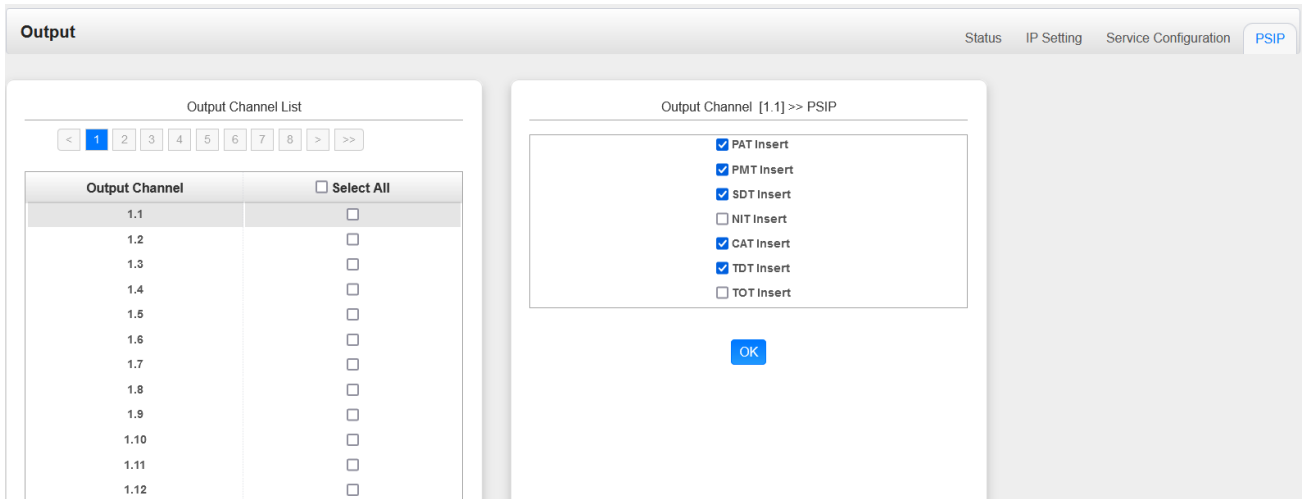 Output
Status IP Setting Service Configuration PSIP
Output Channel List
< 1 2 3 4 5 6 7 8 > >>
Output Channel Select All
1.1
1.2
1.3
1.4
1.5
1.6
1.7
1.8
1.9
1.10
1.11
1.12
Output Channel [1.1] >> PSIP
PAT Insert
PMT Insert
SDT Insert
NIT Insert
CAT Insert
TDT Insert
TOT Insert
OK